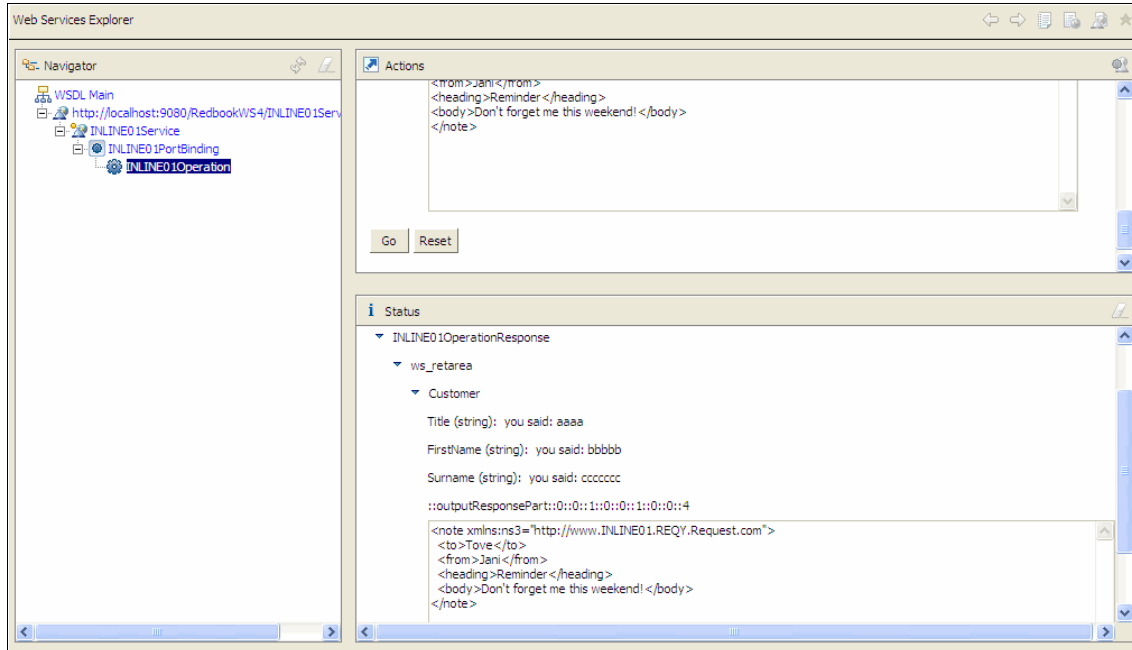 Web Services Explorer
Navigator
WSDL Main
http://localhost:9080/RedbookWS4/INLINE01Serv
INLINE01Service
INLINE01PortBinding
INLINE01Operation
Actions
<from>Jani</from>
<heading>Reminder</heading>
<body>Don't forget me this weekend!</body>
</note>
Go Reset
Status
INLINE01OperationResponse
ws_retarea
Customer
Title (string): you said: aaaa
FirstName (string): you said: bbbbb
Surname (string): you said: ccccccc
::outputResponsePart::0::0::1::0::0::1::0::0::4
<note xmlns:ns3="http://www.INLINE01.REQY.Request.com">
<to>Tove</to>
<from>Jani</from>
<heading>Reminder</heading>
<body>Don't forget me this weekend!</body>
</note>